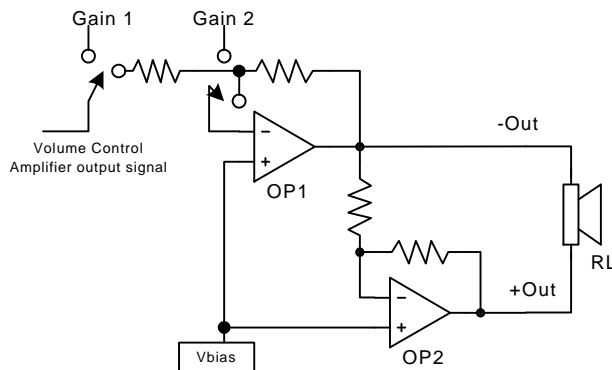 Gain 1
Gain 2
Volume Control
Amplifier output signal
−
+
OP1
-Out
RL
+Out
−
+
OP2
Vbias